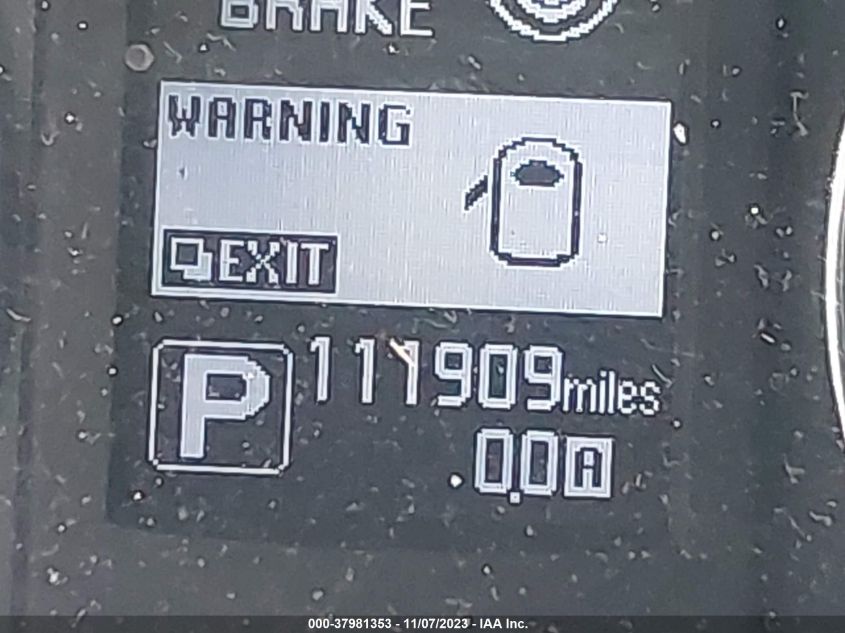 BRAKE
WARNING
EXIT
P
111909miles
0.0A
000-37981353 - 11/07/2023 - IAA Inc.